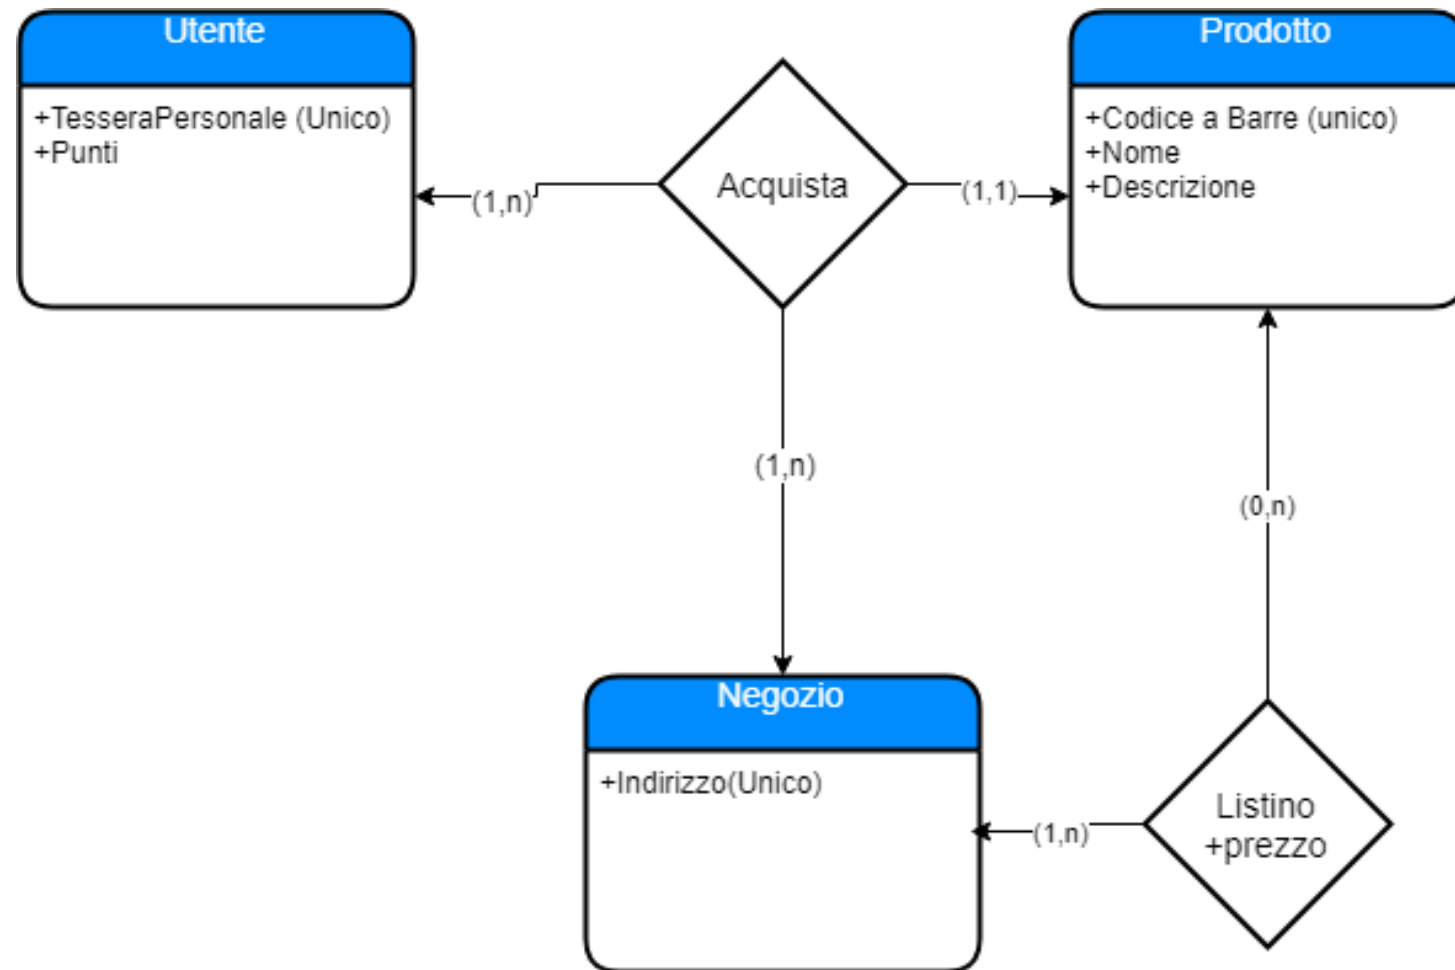 Utente
+TesseraPersonale (Unico)
+Punti
Acquista
Prodotto
+Codice a Barre (unico)
+Nome
+Descrizione
(1,n)
(1,1)
(1,n)
(0,n)
Negozio
+Indirizzo(Unico)
(1,n)
Listino
+prezzo